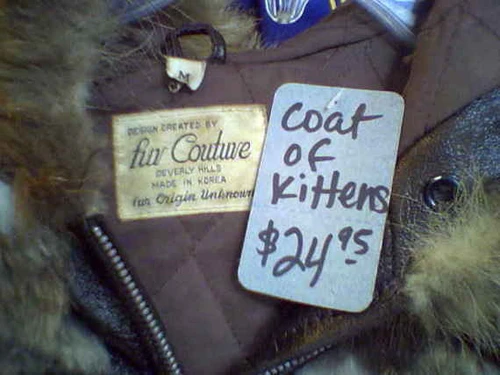 M
DESIGN CREATED BY
fur Couture
BEVERLY HILLS
MADE IN KOREA
fur Origin Unknown
Coat
OF
Kittens
$24.95